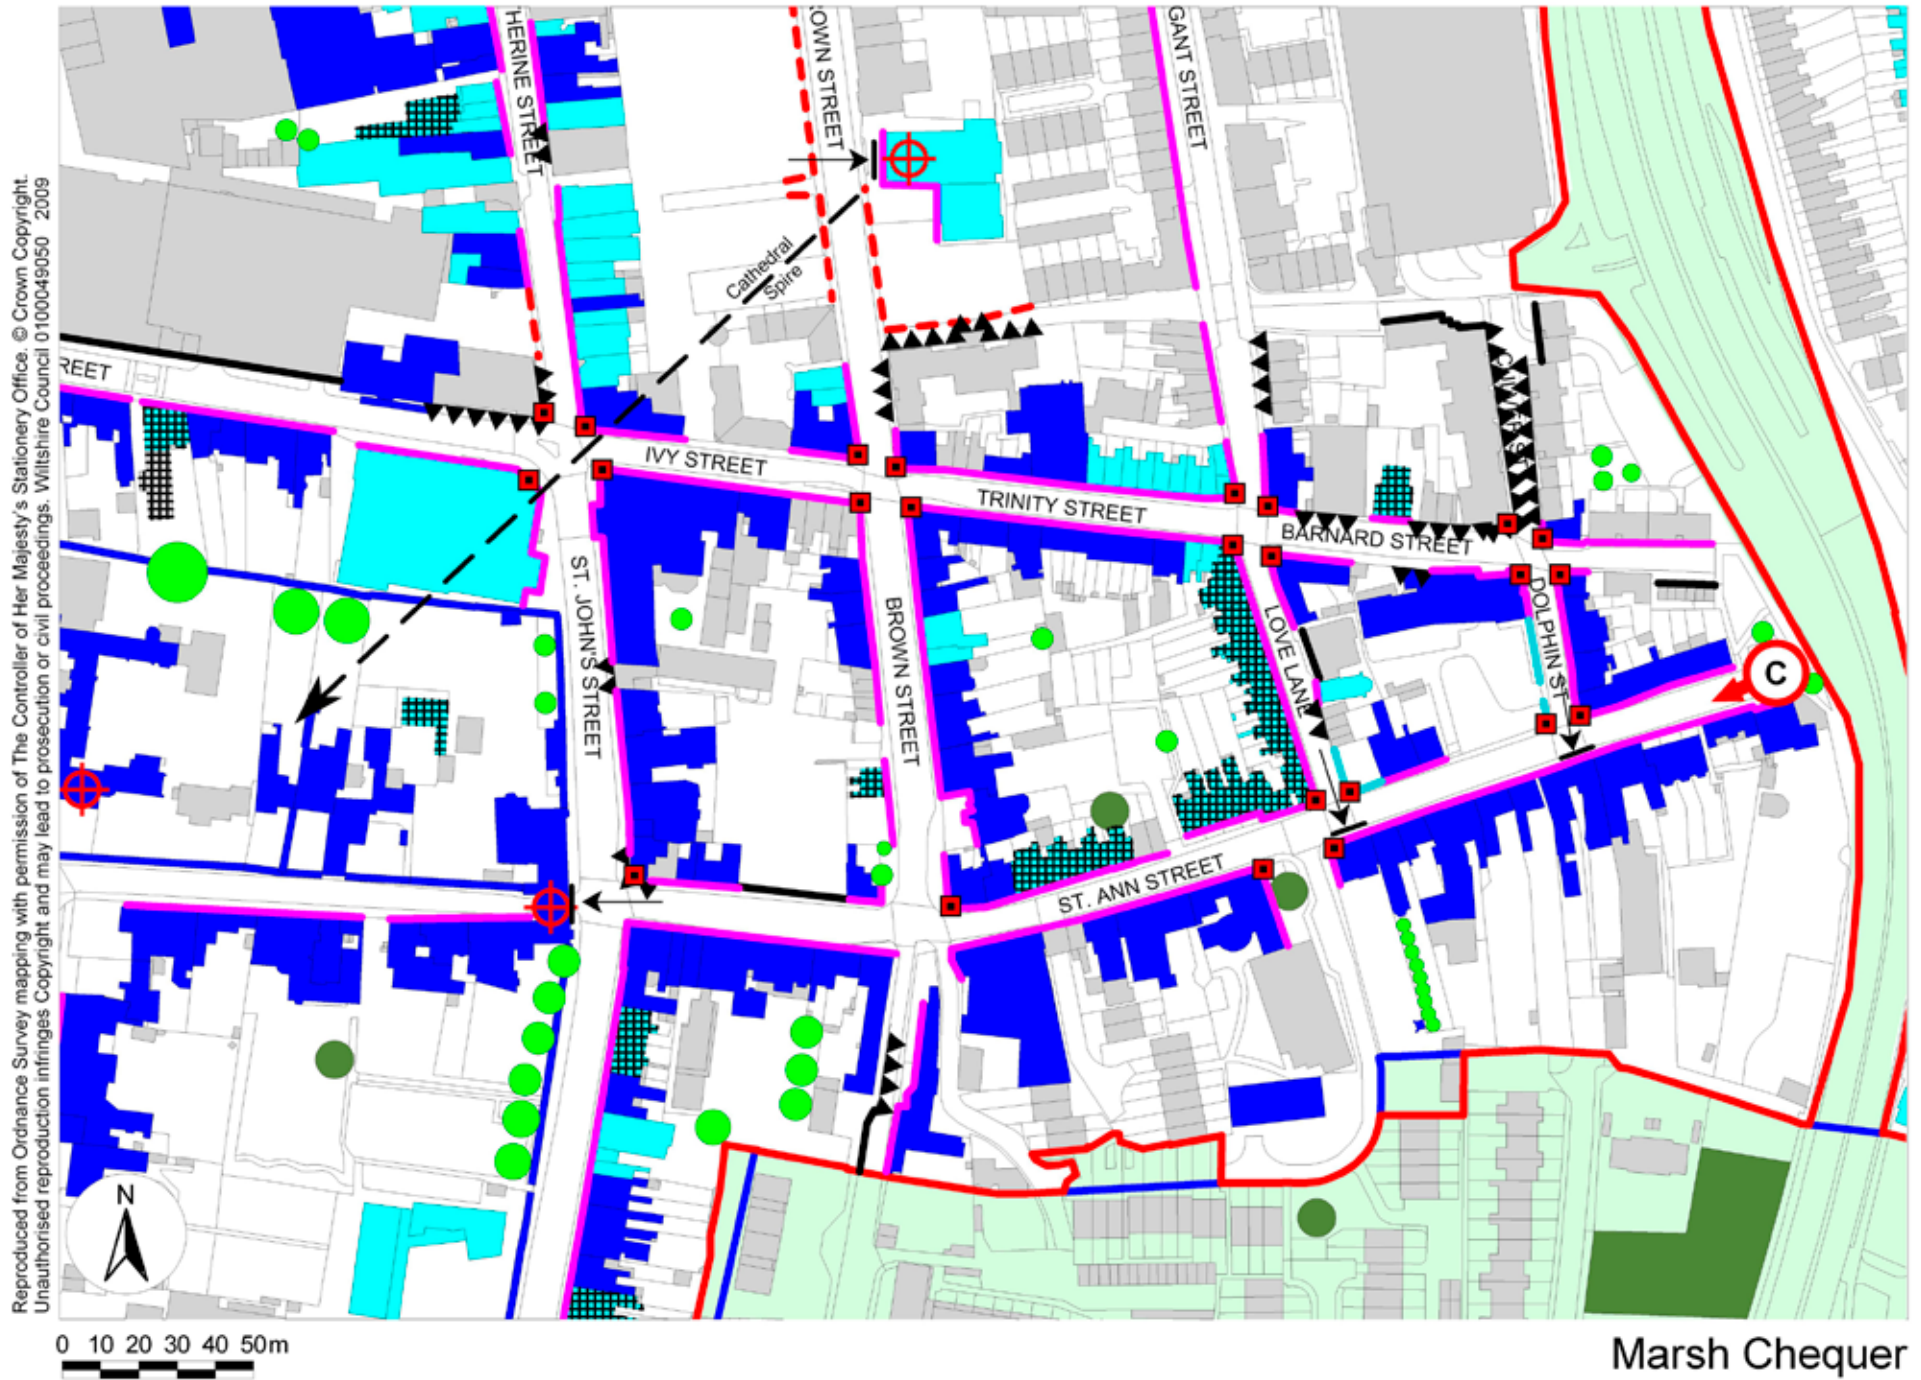 Reproduced from Ordnance Survey mapping with permission of The Controller of Her Majesty's Stationery Office. © Crown Copyright.
Unauthorised reproduction infringes Copyright and may lead to prosecution or civil proceedings. Wiltshire Council 0100049050 2009
HERINE STREET
OWN STREET
GANT STREET
Cathedral
Spire
REET
IVY STREET
TRINITY STREET
BARNARD STREET
ST. JOHN'S STREET
BROWN STREET
LOVE LANE
DOLPHIN ST
C
ST. ANN STREET
N
0 10 20 30 40 50m
Marsh Chequer